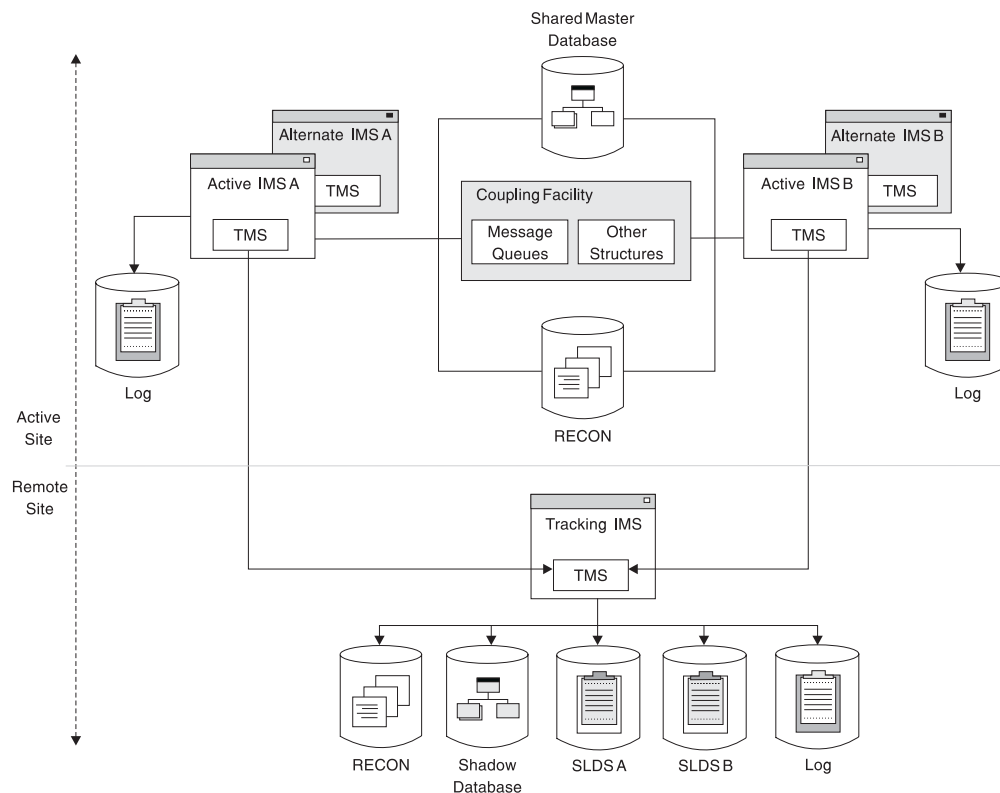 Shared Master
Database
Alternate IMS A
TMS
Active IMS A
TMS
Coupling Facility
Message
Queues
Other
Structures
Alternate IMS B
TMS
Active IMS B
TMS
Log
Log
RECON
Active
Site
Remote
Site
Tracking IMS
TMS
RECON
Shadow
Database
SLDS A
SLDS B
Log